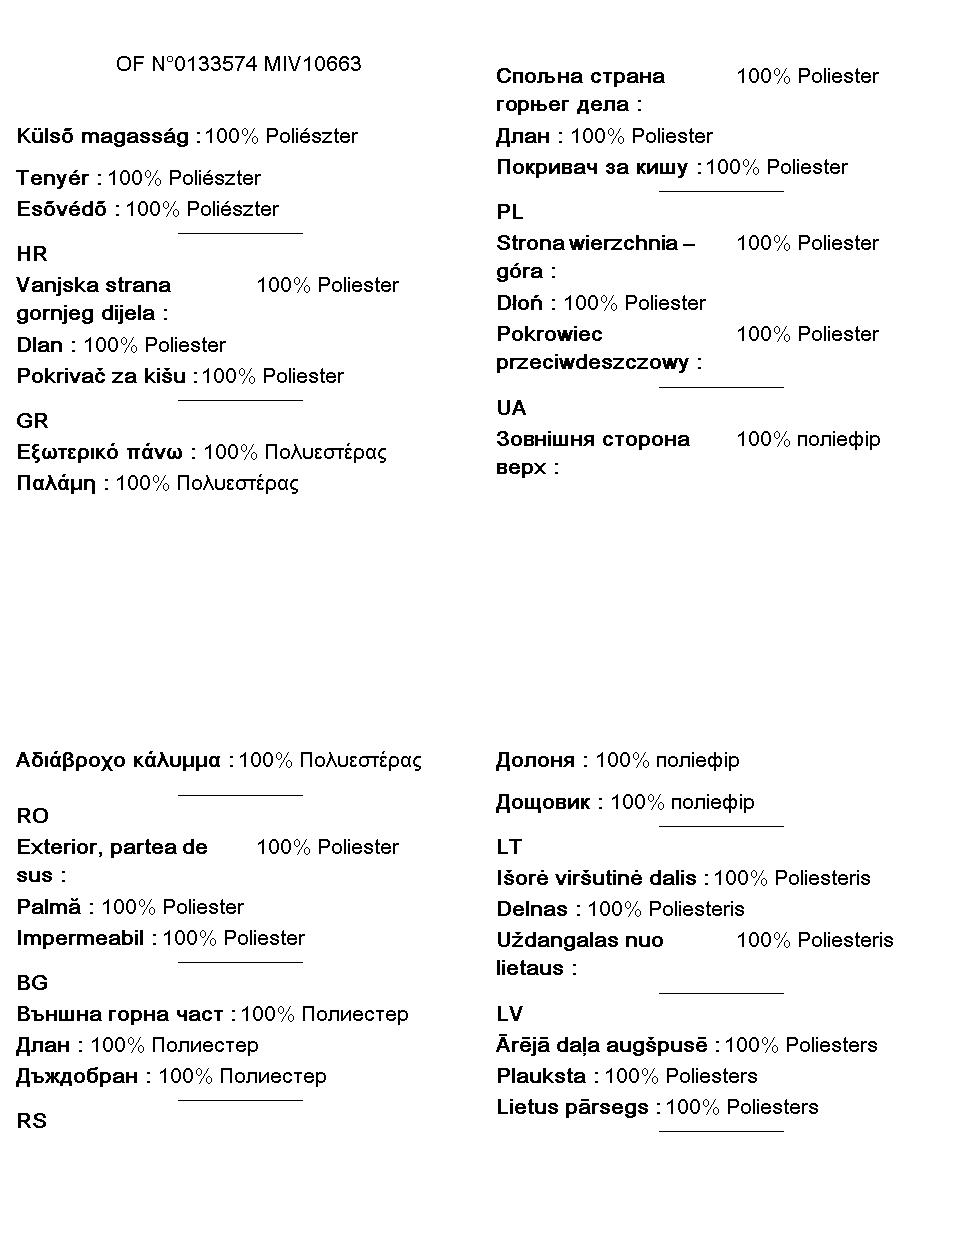 OF N°0133574 MIV10663
Külsõ magasság : 100% Poliészter
Tenyér : 100% Poliészter
Esõvédõ : 100% Poliészter
HR
Vanjska strana 100% Poliester
gornjeg dijela :
Dlan : 100% Poliester
Pokrivač za kišu : 100% Poliester
GR
Εξωτερικό πάνω : 100% Πολυεστέρας
Παλάμη : 100% Πολυεστέρας
Αδιάβροχο κάλυμμα : 100% Πολυεστέρας
RO
Exterior, partea de 100% Poliester
sus :
Palmă : 100% Poliester
Impermeabil : 100% Poliester
BG
Външна горна част : 100% Полиестер
Длан : 100% Полиестер
Дъждобран : 100% Полиестер
RS
Спољна страна 100% Poliester
горњег дела :
Длан : 100% Poliester
Покривач за кишу : 100% Poliester
PL
Strona wierzchnia – 100% Poliester
góra :
Dłoń : 100% Poliester
Pokrowiec 100% Poliester
przeciwdeszczowy :
UA
Зовнішня сторона 100% поліефір
верх :
Долоня : 100% поліефір
Дощовик : 100% поліефір
LT
Išorė viršutinė dalis : 100% Poliesteris
Delnas : 100% Poliesteris
Uždangalas nuo 100% Poliesteris
lietaus :
LV
Ārējā daļa augšpusē : 100% Poliesters
Plauksta : 100% Poliesters
Lietus pārsegs : 100% Poliesters